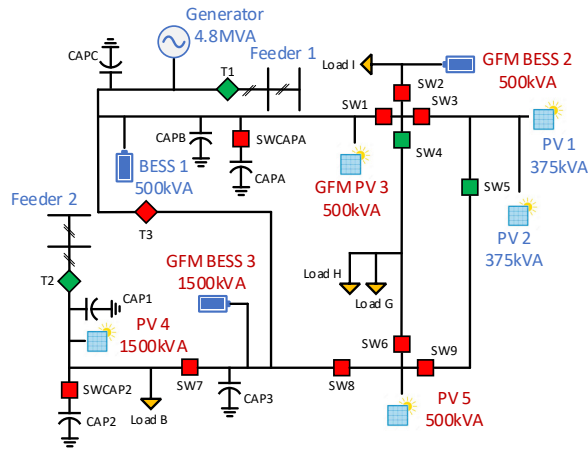 Generator
4.8MVA
Feeder 1
CAPC
T1
Load I
GFM BESS 2
500kVA
SW2
SW1
SW3
SW4
CAPB
SWCAPA
CAPA
BESS 1
500kVA
GFM PV 3
500kVA
PV 1
375kVA
SW5
PV 2
375kVA
Feeder 2
T3
T2
GFM BESS 3
1500kVA
Load H
Load G
CAP1
PV 4
1500kVA
SW6
SW9
SW7
SW8
SWCAP2
CAP2
Load B
CAP3
PV 5
500kVA